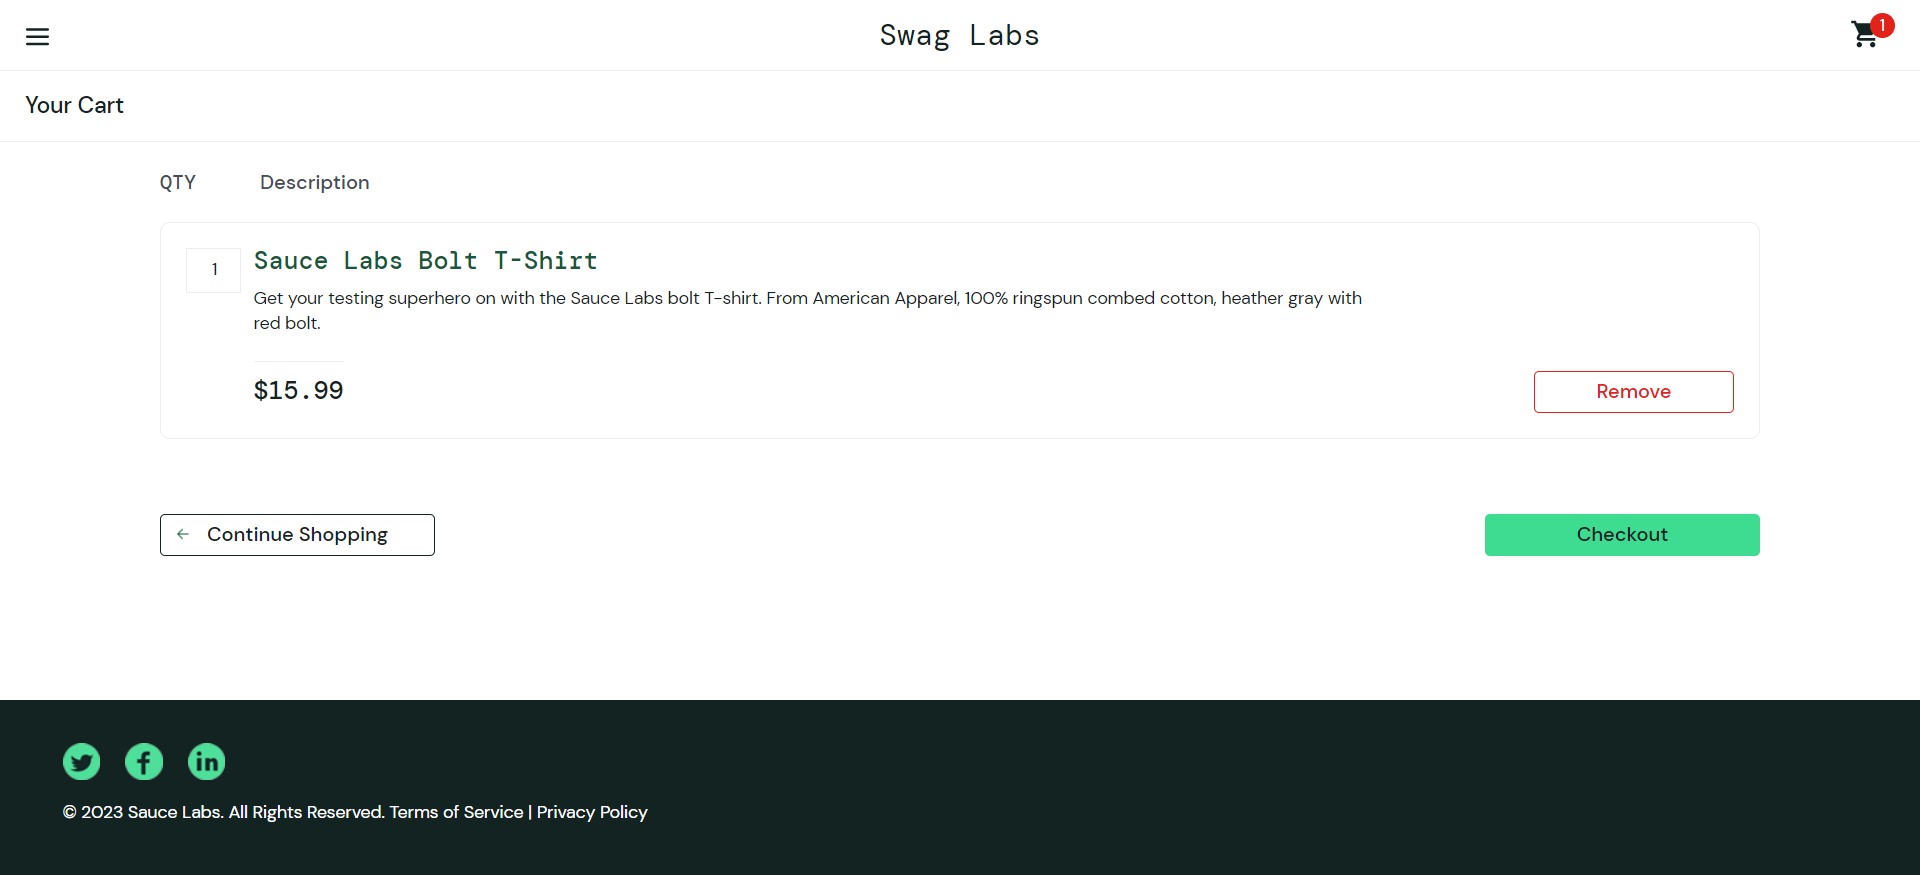 Swag Labs
1
Your Cart
QTY Description
1
Sauce Labs Bolt T-Shirt
Get your testing superhero on with the Sauce Labs bolt T-shirt. From American Apparel, 100% ringspun combed cotton, heather gray with
red bolt.
$15.99
Remove
Continue Shopping
Checkout
© 2023 Sauce Labs. All Rights Reserved. Terms of Service | Privacy Policy